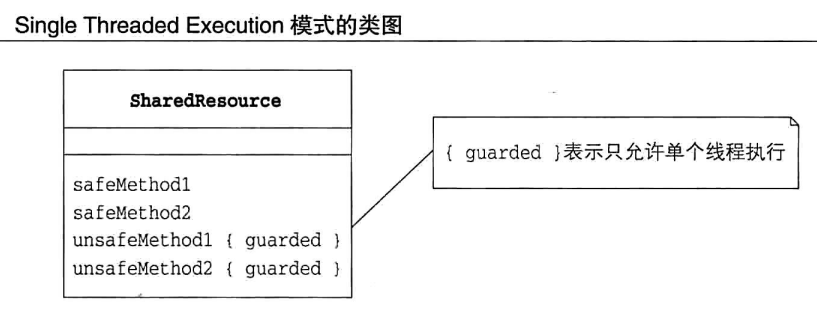 Single Threaded Execution 模式的类图
SharedResource
safeMethod1
safeMethod2
unsafeMethod1 { guarded }
unsafeMethod2 { guarded }
{ guarded }表示只允许单个线程执行